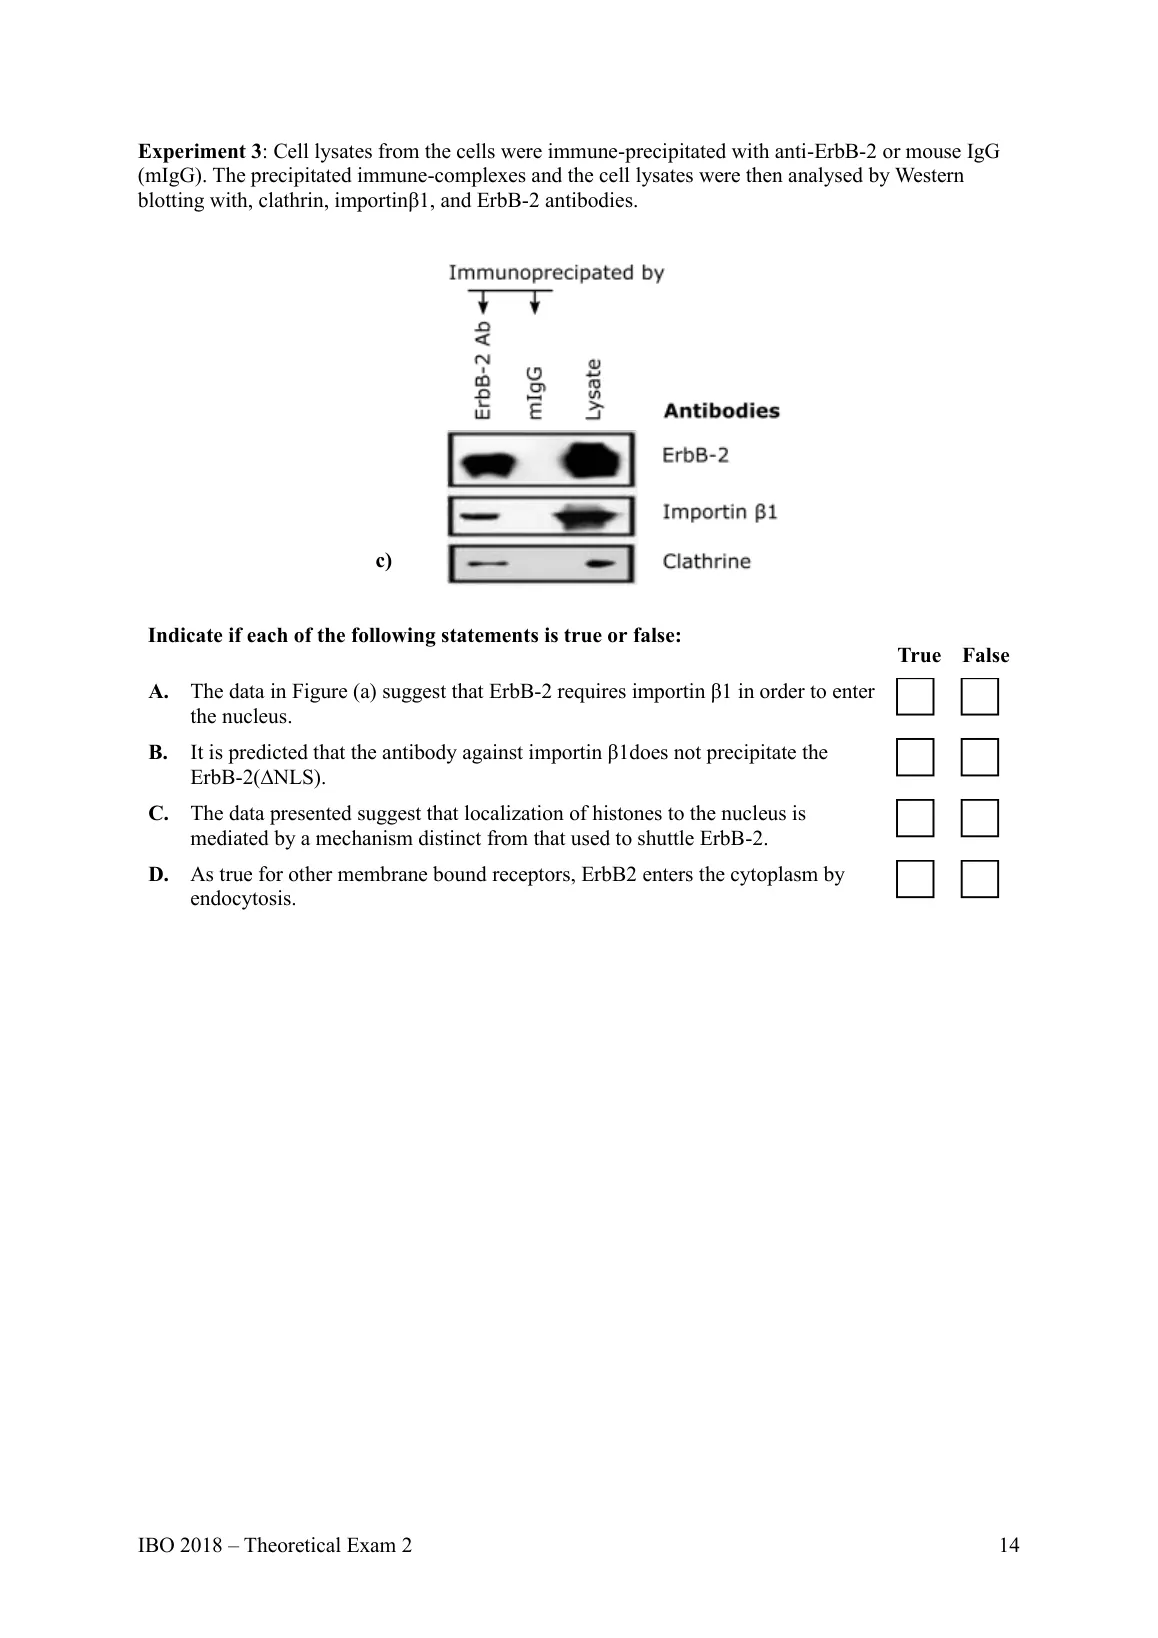 Experiment 3: Cell lysates from the cells were immune-precipitated with anti-ErbB-2 or mouse IgG
(mIgG). The precipitated immune-complexes and the cell lysates were then analysed by Western
blotting with, clathrin, importinβ1, and ErbB-2 antibodies.
Immunoprecipated by
ErbB-2 Ab
mIgG
Lysate
Antibodies
ErbB-2
Importin β1
c)
Clathrine
Indicate if each of the following statements is true or false:
True False
A. The data in Figure (a) suggest that ErbB-2 requires importin β1 in order to enter
the nucleus.
B. It is predicted that the antibody against importin β1does not precipitate the
ErbB-2(ΔNLS).
C. The data presented suggest that localization of histones to the nucleus is
mediated by a mechanism distinct from that used to shuttle ErbB-2.
D. As true for other membrane bound receptors, ErbB2 enters the cytoplasm by
endocytosis.
IBO 2018 – Theoretical Exam 2 14